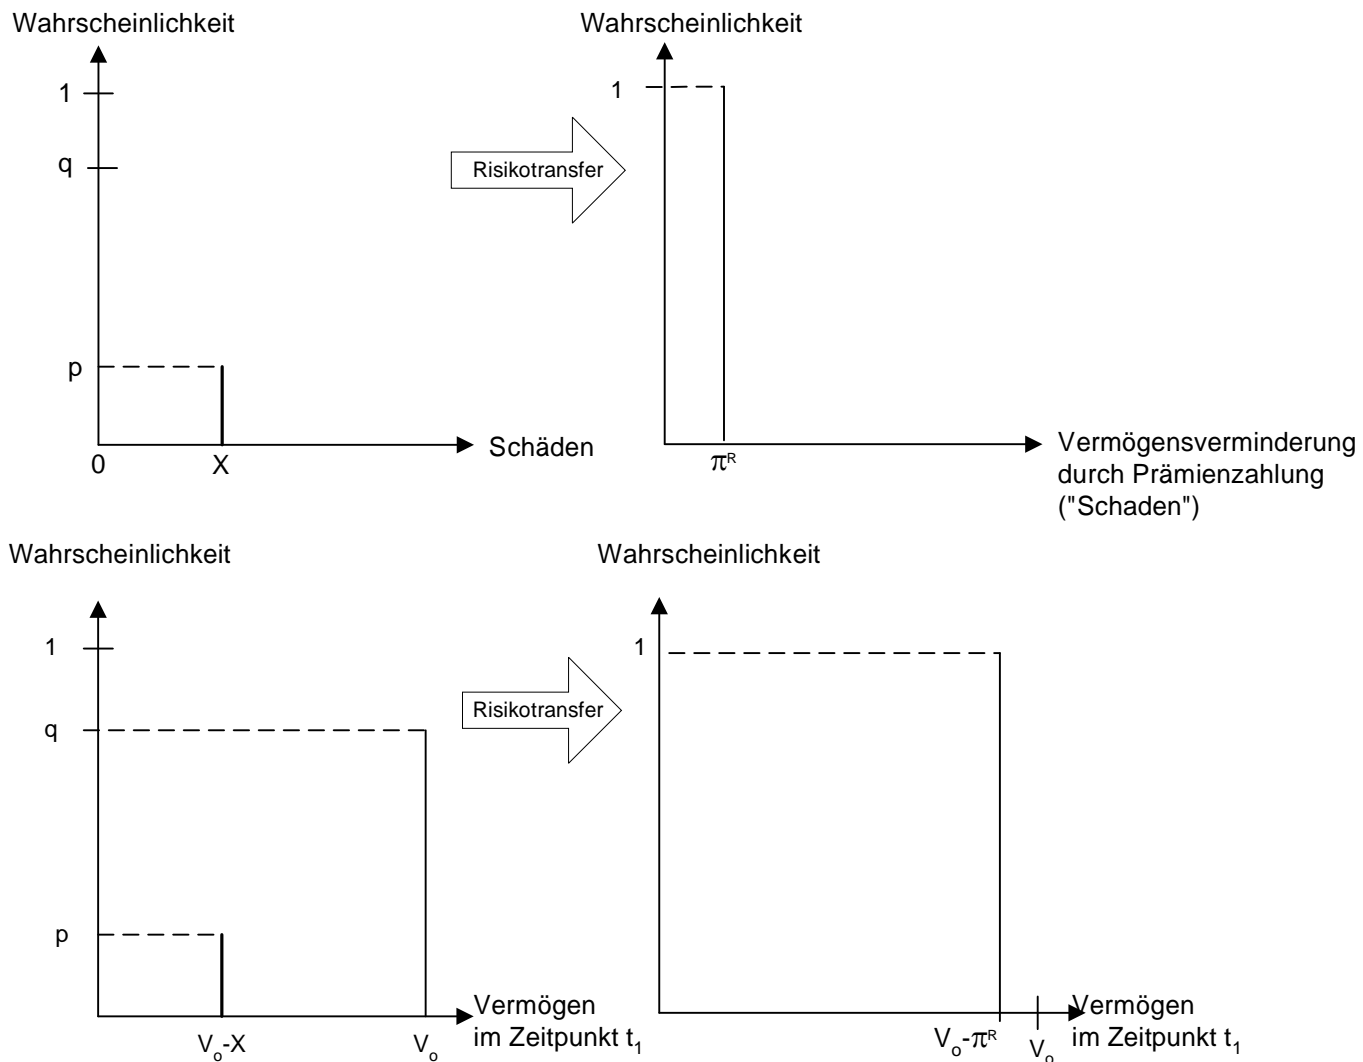 Wahrscheinlichkeit
Wahrscheinlichkeit
1
q
p
0
X
Schäden
Risikotransfer
1
π^R
Vermögensverminderung
durch Prämienzahlung
("Schaden")
Wahrscheinlichkeit
Wahrscheinlichkeit
1
q
p
V_o-X
V_o
Vermögen
im Zeitpunkt t_1
Risikotransfer
1
V_o-π^R
V_o
Vermögen
im Zeitpunkt t_1